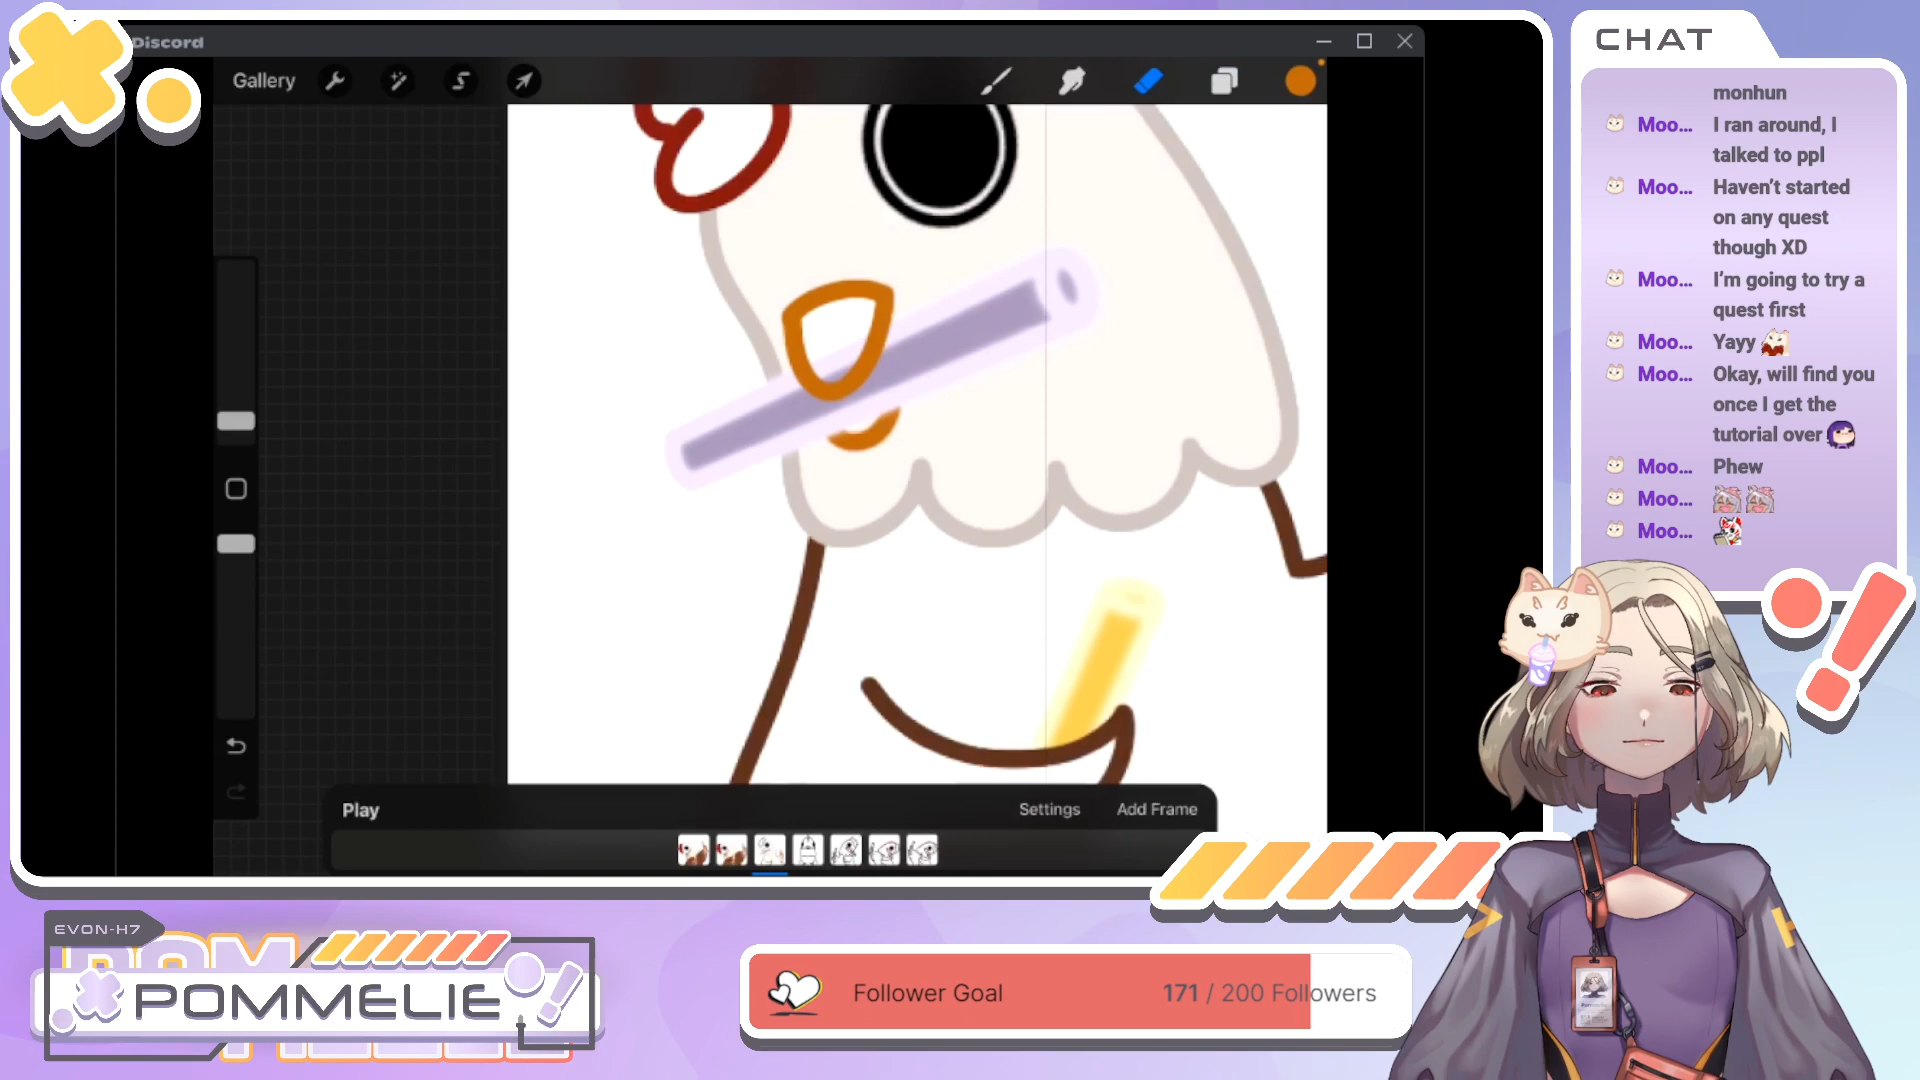 Discord
Gallery
Play
Settings
Add Frame
CHAT
monhun
Moo... I ran around, I
talked to ppl
Moo... Haven't started
on any quest
though XD
Moo... I'm going to try a
quest first
Moo... Yayy
Moo... Okay, will find you
once I get the
tutorial over
Moo... Phew
Moo...
Moo...
EVON-H7
POMMELIE
Follower Goal
171 / 200 Followers